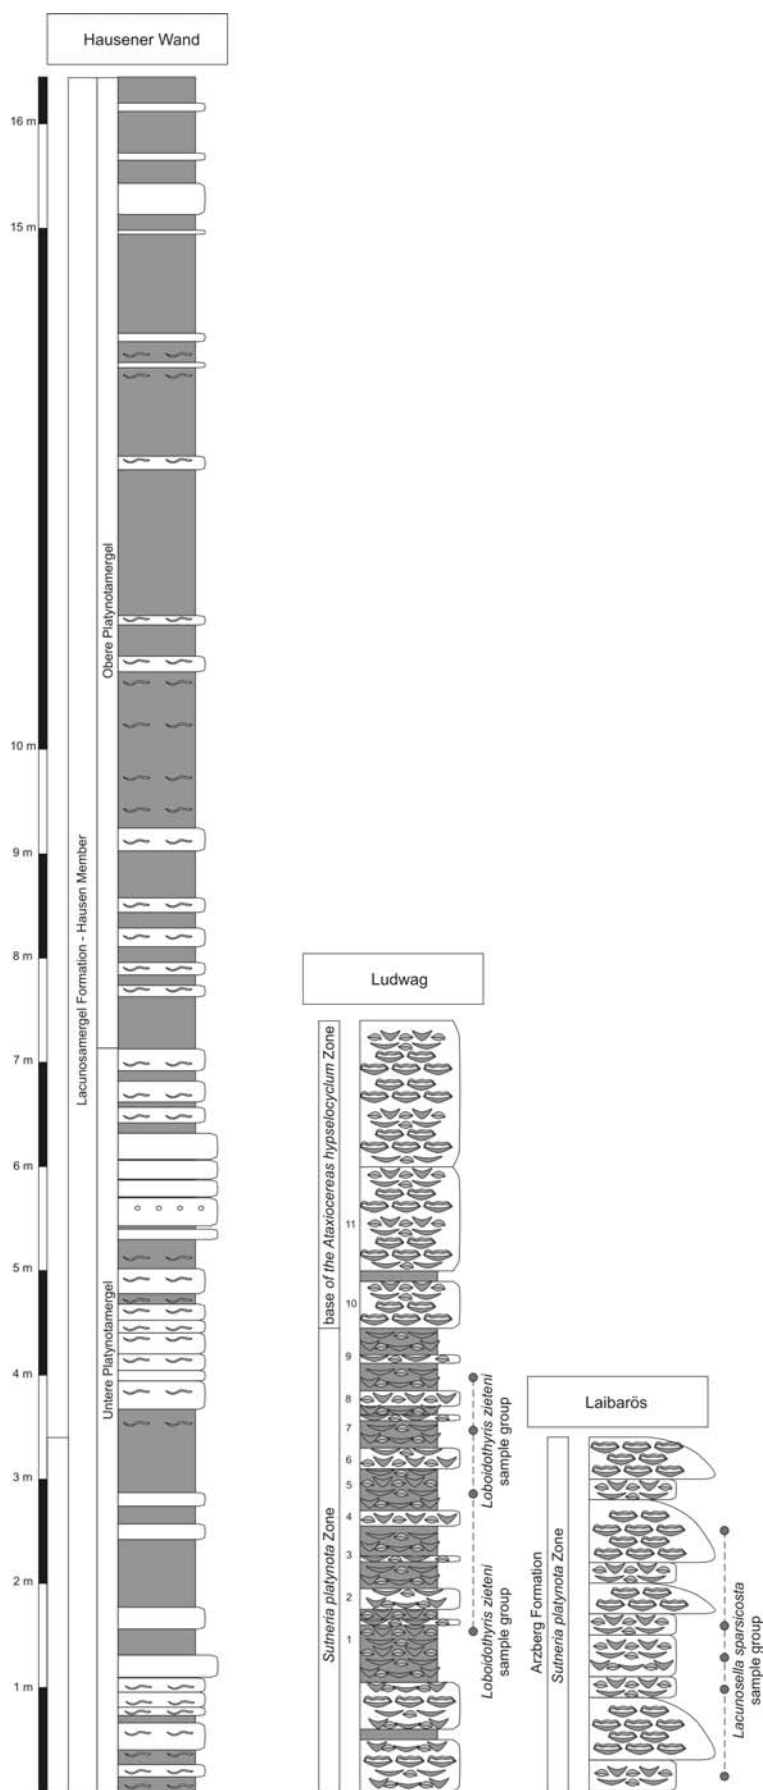 Hausener Wand
16 m
15 m
10 m
9 m
8 m
7 m
6 m
5 m
4 m
3 m
2 m
1 m
Lacunosamergel Formation - Hausen Member
Obere Platynotamergel
Untere Platynotamergel
Ludwag
base of the Ataxiocereas hypselocyclum Zone
Sutneria platynota Zone
11
10
9
8
7
6
5
4
3
2
1
Loboidothyris zieteni
sample group
Loboidothyris zieteni
sample group
Laibarös
Arzberg Formation
Sutneria platynota Zone
Lacunosella sparsicosta
sample group